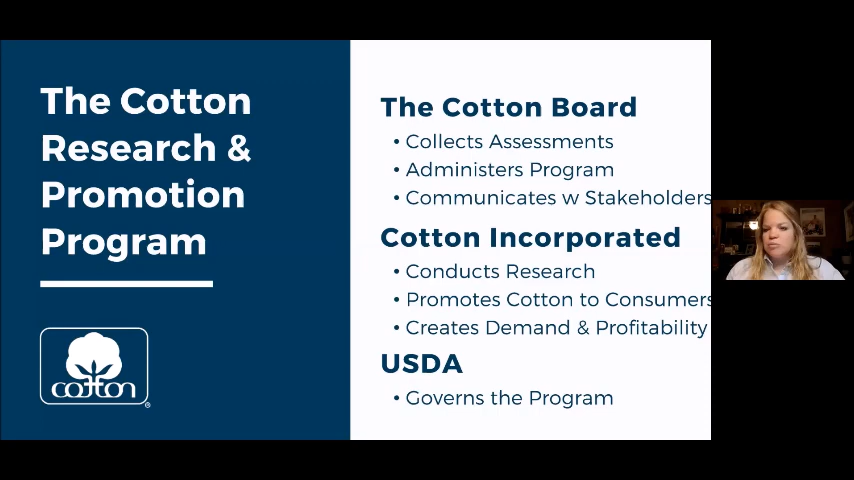 The Cotton
Research &
Promotion
Program
cotton
®
The Cotton Board
• Collects Assessments
• Administers Program
• Communicates w Stakeholders
Cotton Incorporated
• Conducts Research
• Promotes Cotton to Consumers
• Creates Demand & Profitability
USDA
• Governs the Program